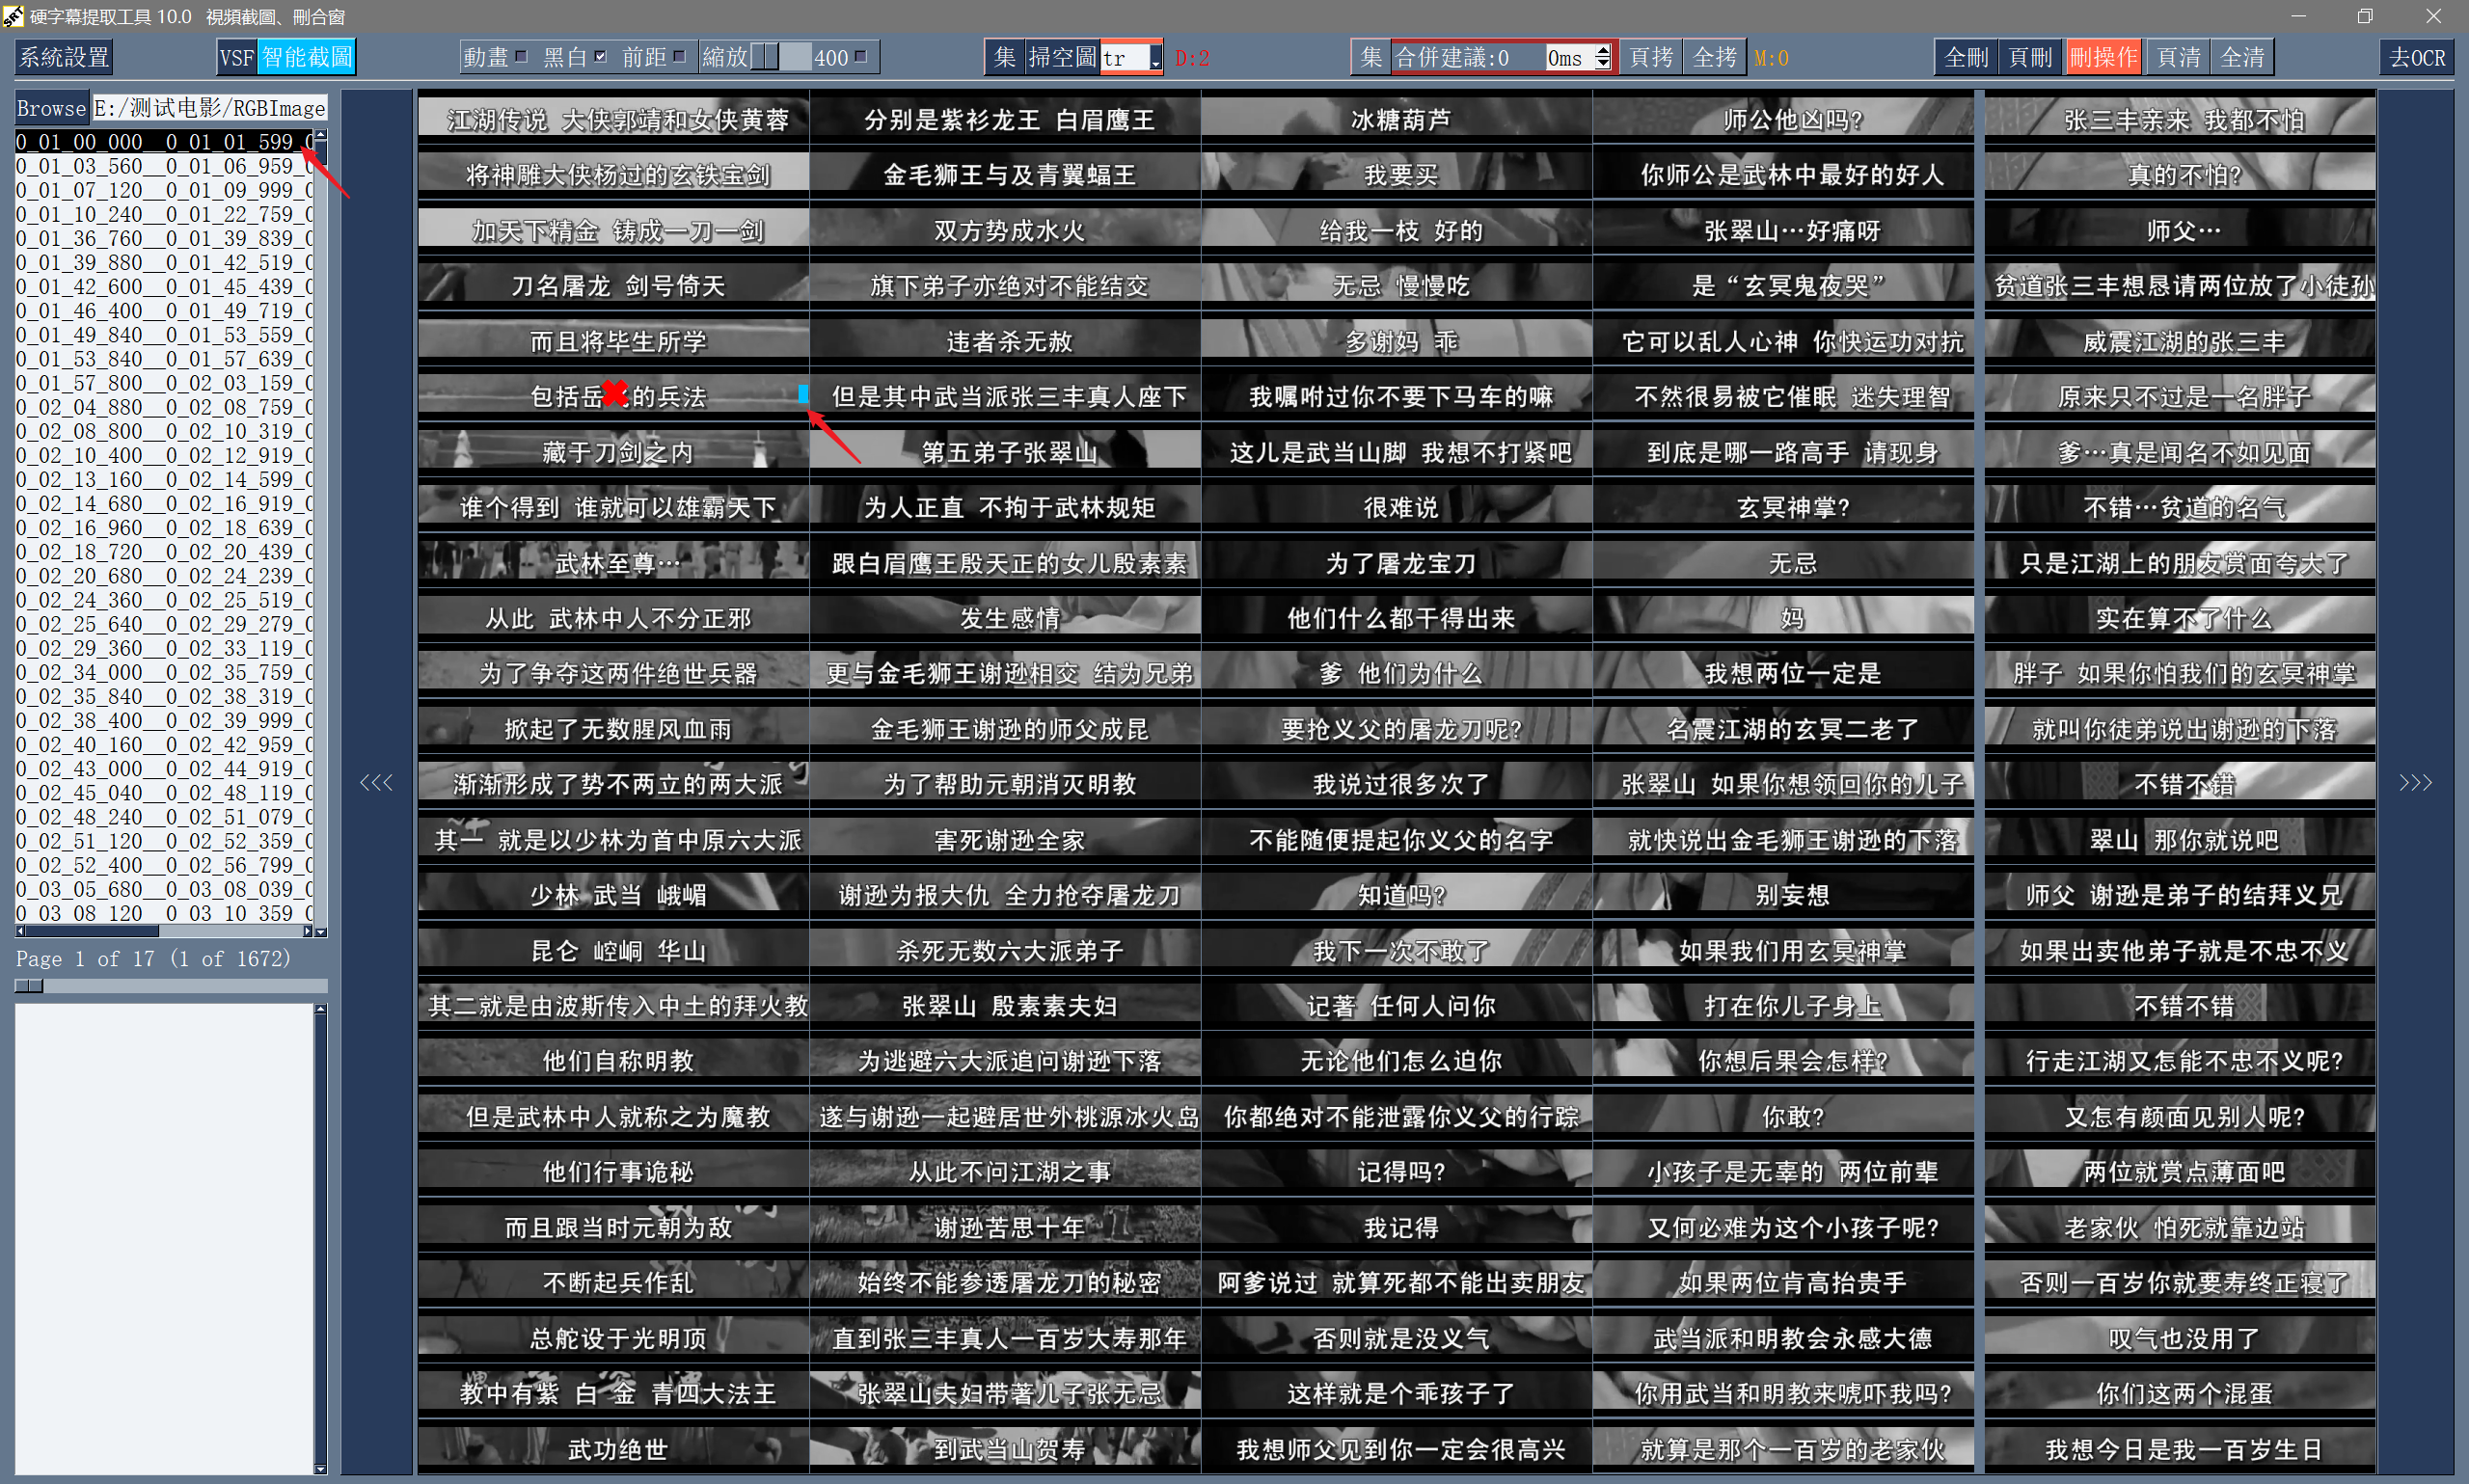 硬字幕提取工具 10.0 視頻截圖、刪合窗
系統設置
VSF 智能截圖
動畫 黑白 前距 縮放 400
集 掃空圖 tr D:2
集 合併建議:0 0ms 頁拷 全拷 M:0
全刪 頁刪 刪操作 頁清 全清
去OCR
Browse E:/测试电影/RGBImage
0_01_00_000__0_01_01_599_0
0_01_03_560__0_01_06_959_0
0_01_07_120__0_01_09_999_0
0_01_10_240__0_01_22_759_0
0_01_36_760__0_01_39_839_0
0_01_39_880__0_01_42_519_0
0_01_42_600__0_01_45_439_0
0_01_46_400__0_01_49_719_0
0_01_49_840__0_01_53_559_0
0_01_53_840__0_01_57_639_0
0_01_57_800__0_02_03_159_0
0_02_04_880__0_02_08_759_0
0_02_08_800__0_02_10_319_0
0_02_10_400__0_02_12_919_0
0_02_13_160__0_02_14_599_0
0_02_14_680__0_02_16_919_0
0_02_16_960__0_02_18_639_0
0_02_18_720__0_02_20_439_0
0_02_20_680__0_02_24_239_0
0_02_24_360__0_02_25_519_0
0_02_25_640__0_02_29_279_0
0_02_29_360__0_02_33_119_0
0_02_34_000__0_02_35_759_0
0_02_35_840__0_02_38_319_0
0_02_38_400__0_02_39_999_0
0_02_40_160__0_02_42_959_0
0_02_43_000__0_02_44_919_0
0_02_45_040__0_02_48_119_0
0_02_48_240__0_02_51_079_0
0_02_51_120__0_02_52_359_0
0_02_52_400__0_02_56_799_0
0_03_05_680__0_03_08_039_0
0_03_08_120__0_03_10_359_0
Page 1 of 17 (1 of 1672)
<<<
江湖传说 大侠郭靖和女侠黄蓉
将神雕大侠杨过的玄铁宝剑
加天下精金 铸成一刀一剑
刀名屠龙 剑号倚天
而且将毕生所学
包括岳 的兵法
藏于刀剑之内
谁个得到 谁就可以雄霸天下
武林至尊…
从此 武林中人不分正邪
为了争夺这两件绝世兵器
掀起了无数腥风血雨
渐渐形成了势不两立的两大派
其一 就是以少林为首中原六大派
少林 武当 峨嵋
昆仑 崆峒 华山
其二就是由波斯传入中土的拜火教
他们自称明教
但是武林中人就称之为魔教
他们行事诡秘
而且跟当时元朝为敌
不断起兵作乱
总舵设于光明顶
教中有紫 白 金 青四大法王
武功绝世
分别是紫衫龙王 白眉鹰王
金毛狮王与及青翼蝠王
双方势成水火
旗下弟子亦绝对不能结交
违者杀无赦
但是其中武当派张三丰真人座下
第五弟子张翠山
为人正直 不拘于武林规矩
跟白眉鹰王殷天正的女儿殷素素
发生感情
更与金毛狮王谢逊相交 结为兄弟
金毛狮王谢逊的师父成昆
为了帮助元朝消灭明教
害死谢逊全家
谢逊为报大仇 全力抢夺屠龙刀
杀死无数六大派弟子
张翠山 殷素素夫妇
为逃避六大派追问谢逊下落
遂与谢逊一起避居世外桃源冰火岛
从此不问江湖之事
谢逊苦思十年
始终不能参透屠龙刀的秘密
直到张三丰真人一百岁大寿那年
张翠山夫妇带著儿子张无忌
到武当山贺寿
冰糖葫芦
我要买
给我一枝 好的
无忌 慢慢吃
多谢妈 乖
我嘱咐过你不要下马车的嘛
这儿是武当山脚 我想不打紧吧
很难说
为了屠龙宝刀
他们什么都干得出来
爹 他们为什么
要抢义父的屠龙刀呢?
我说过很多次了
不能随便提起你义父的名字
知道吗?
我下一次不敢了
记著 任何人问你
无论他们怎么迫你
你都绝对不能泄露你义父的行踪
记得吗?
我记得
阿爹说过 就算死都不能出卖朋友
否则就是没义气
这样就是个乖孩子了
我想师父见到你一定会很高兴
师公他凶吗?
你师公是武林中最好的好人
张翠山…好痛呀
是“玄冥鬼夜哭”
它可以乱人心神 你快运功对抗
不然很易被它催眠 迷失理智
到底是哪一路高手 请现身
玄冥神掌?
无忌
妈
我想两位一定是
名震江湖的玄冥二老了
张翠山 如果你想领回你的儿子
就快说出金毛狮王谢逊的下落
别妄想
如果我们用玄冥神掌
打在你儿子身上
你想后果会怎样?
你敢?
小孩子是无辜的 两位前辈
又何必难为这个小孩子呢?
如果两位肯高抬贵手
武当派和明教会永感大德
你用武当和明教来唬吓我吗?
就算是那个一百岁的老家伙
张三丰亲来 我都不怕
真的不怕?
师父…
贫道张三丰想恳请两位放了小徒孙
威震江湖的张三丰
原来只不过是一名胖子
爹…真是闻名不如见面
不错…贫道的名气
只是江湖上的朋友赏面夸大了
实在算不了什么
胖子 如果你怕我们的玄冥神掌
就叫你徒弟说出谢逊的下落
不错不错
翠山 那你就说吧
师父 谢逊是弟子的结拜义兄
如果出卖他弟子就是不忠不义
不错不错
行走江湖又怎能不忠不义呢?
又怎有颜面见别人呢?
两位就赏点薄面吧
老家伙 怕死就靠边站
否则一百岁你就要寿终正寝了
叹气也没用了
你们这两个混蛋
我想今日是我一百岁生日
>>>